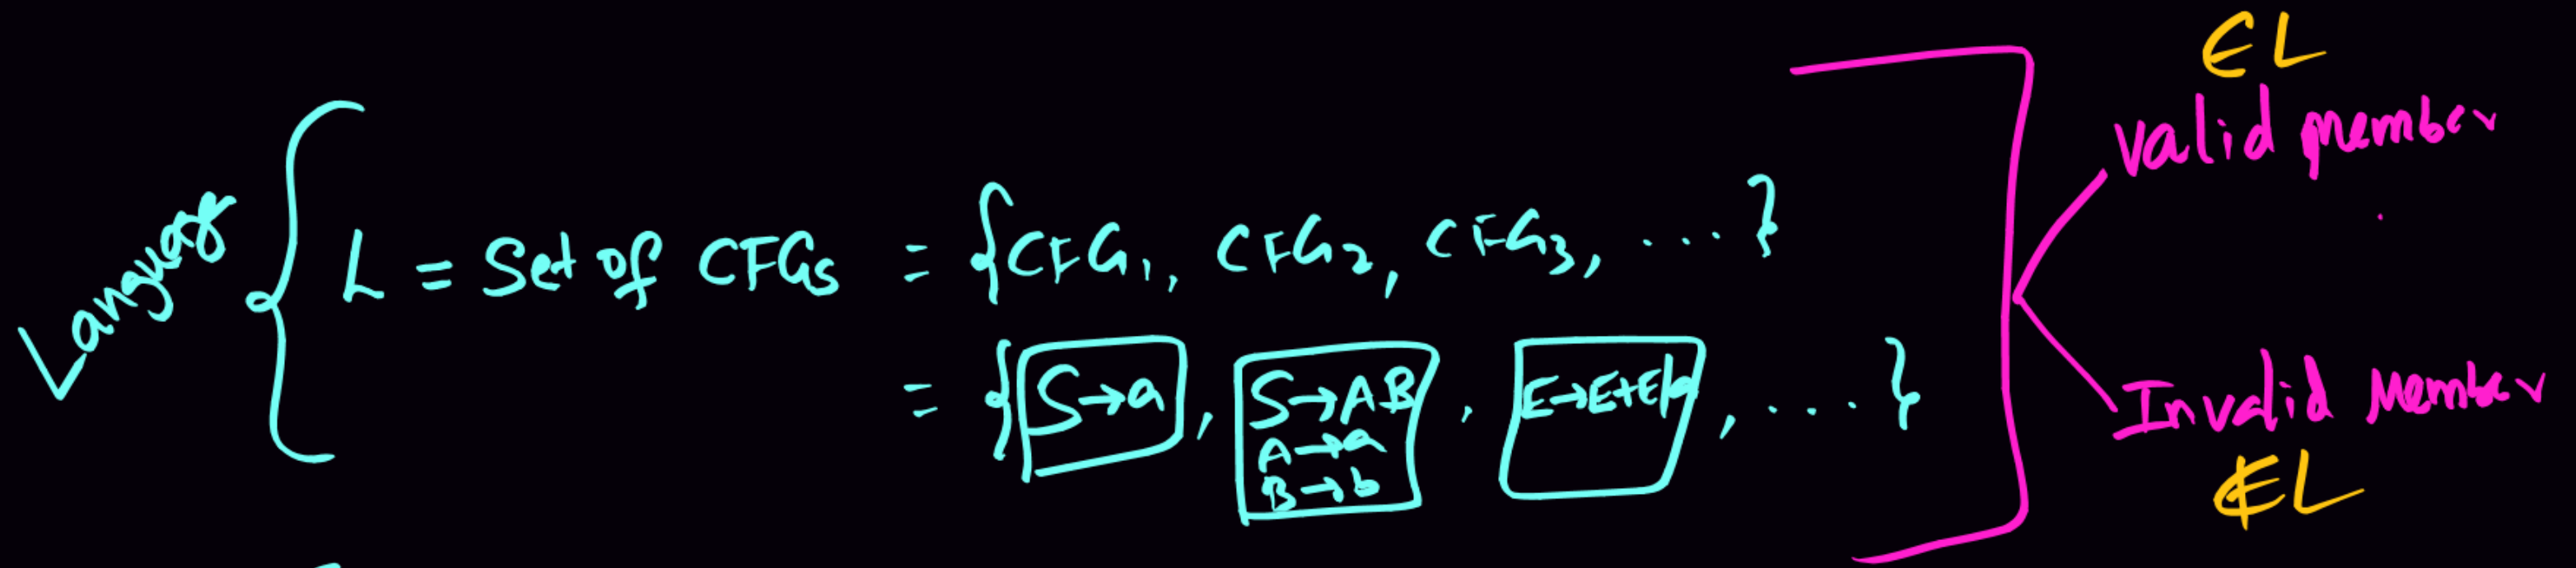 ∈ L
Valid member
Language
L = Set of CFGs = {CFG₁, CFG₂, CFG₃, ...}
= {S→a, S→AB, E→E+E|a, ...}
A→a
B→b
Invalid Member
∉ L